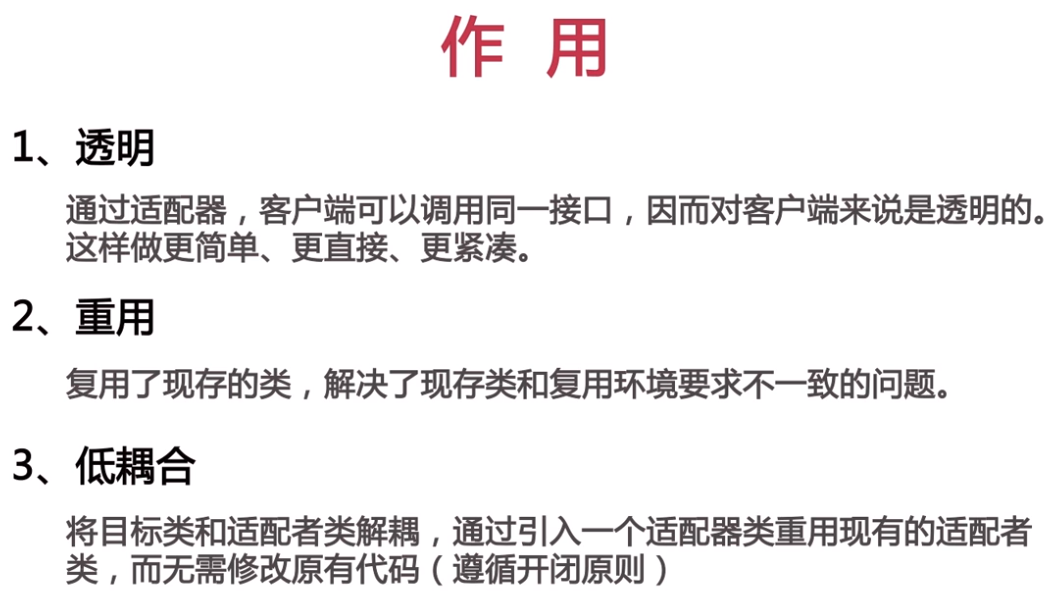 作 用
1、透明
通过适配器，客户端可以调用同一接口，因而对客户端来说是透明的。
这样做更简单、更直接、更紧凑。
2、重用
复用了现存的类，解决了现存类和复用环境要求不一致的问题。
3、低耦合
将目标类和适配者类解耦，通过引入一个适配器类重用现有的适配者
类，而无需修改原有代码（遵循开闭原则）